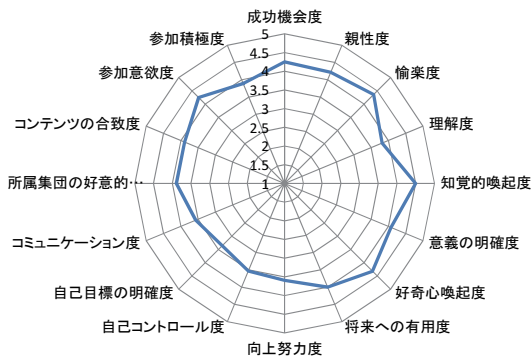 成功機会度
親性度
愉楽度
理解度
知覚的喚起度
意義の明確度
好奇心喚起度
将来への有用度
向上努力度
自己コントロール度
自己目標の明確度
コミュニケーション度
所属集団の好意的…
コンテンツの合致度
参加意欲度
参加積極度
5
4.5
4
3.5
3
2.5
2
1.5
1